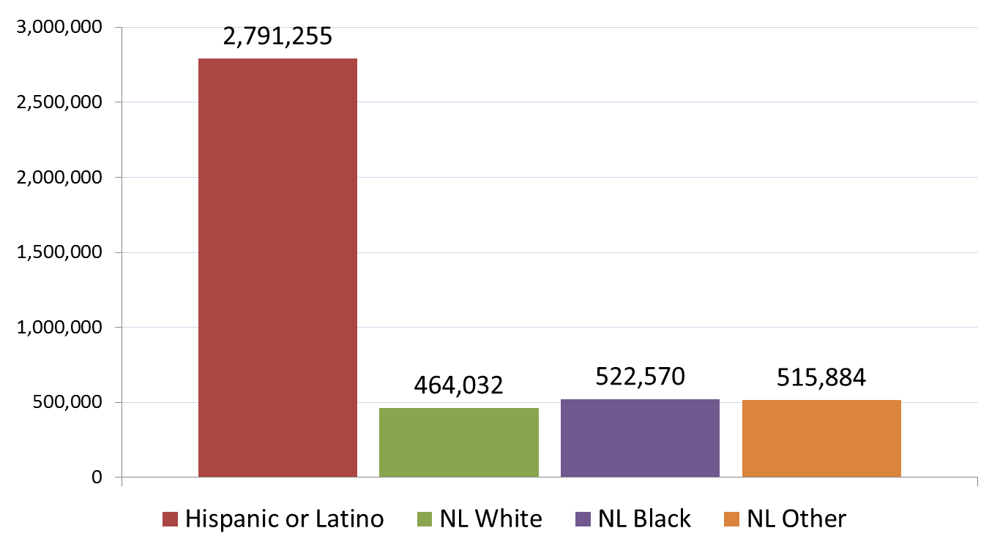 3,000,000
2,791,255
2,500,000
2,000,000
1,500,000
1,000,000
500,000
464,032
522,570
515,884
0
Hispanic or Latino
NL White
NL Black
NL Other